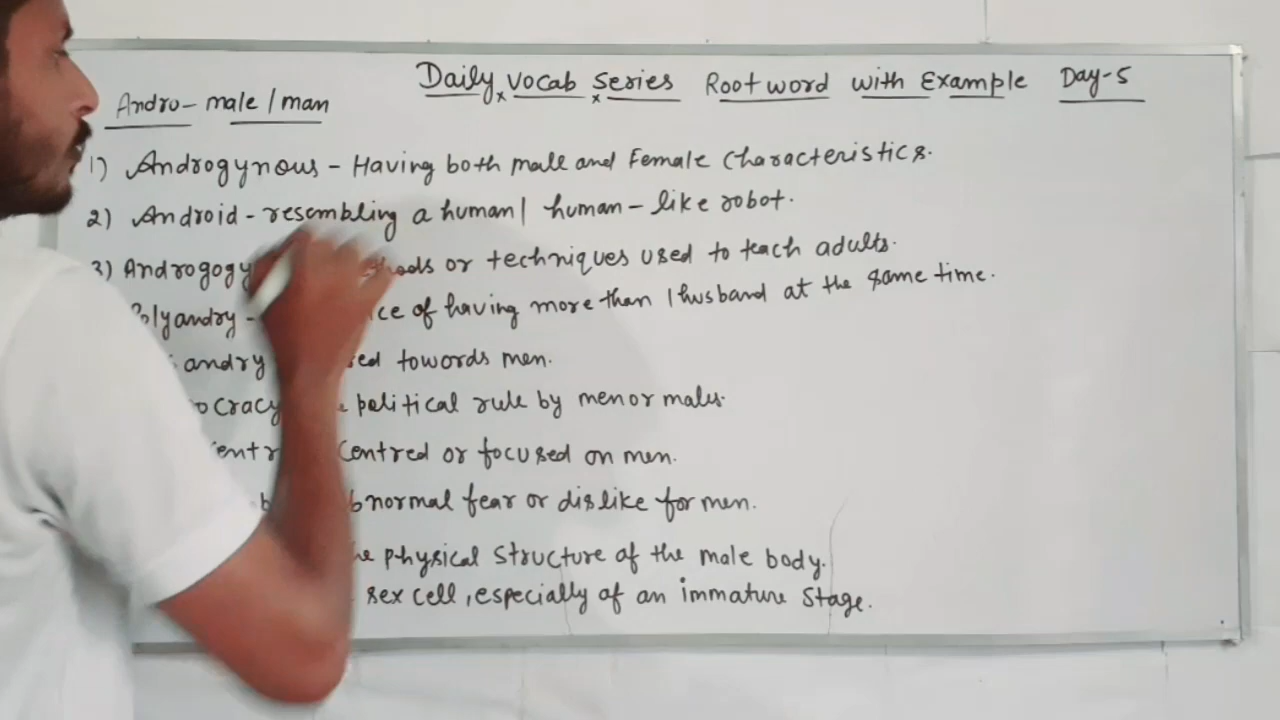 Daily vocab series Root word with Example Day-5
Andro - male / man
1) Androgynous - Having both male and Female characteristics.
2) Android - resembling a human / human - like robot.
3) Androgogy or techniques used to teach adults.
of having more than 1 husband at the same time.
andry towords men.
political rule by men or males.
Centred or focused on men.
fear or dislike for men.
physical structure of the male body.
sex cell, especially of an immature stage.